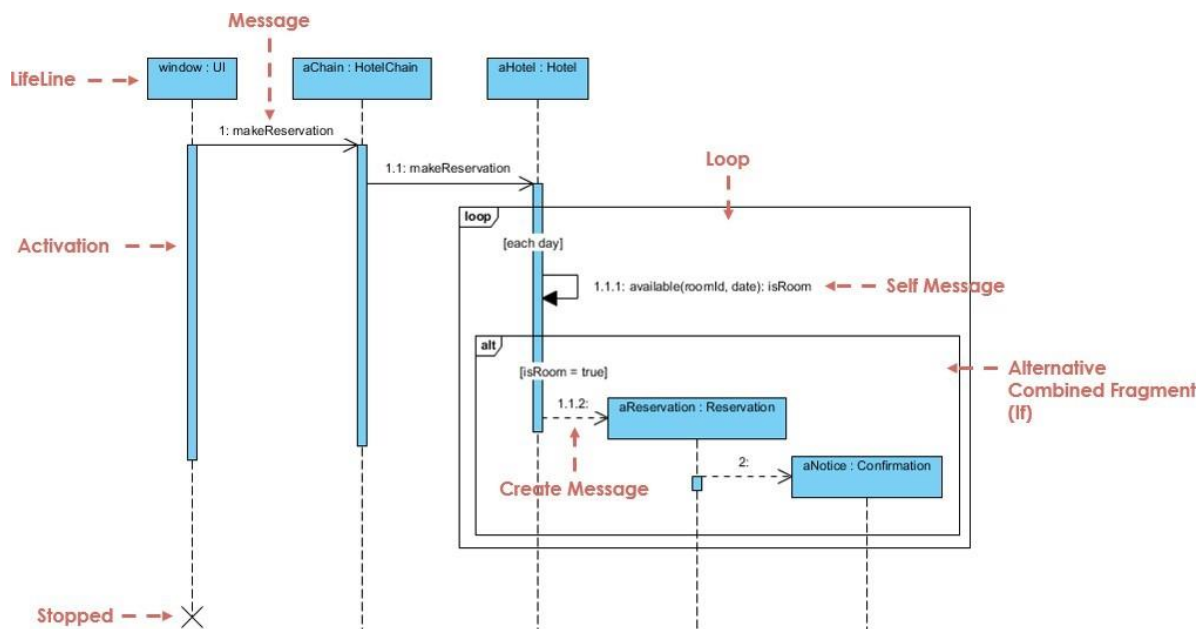 Message
LifeLine
window : UI
aChain : HotelChain
aHotel : Hotel
1: makeReservation
1.1: makeReservation
Loop
loop
[each day]
Activation
1.1.1: available(roomId, date): isRoom
Self Message
alt
[isRoom = true]
Alternative
Combined Fragment
(If)
1.1.2:
aReservation : Reservation
2:
aNotice : Confirmation
Create Message
Stopped